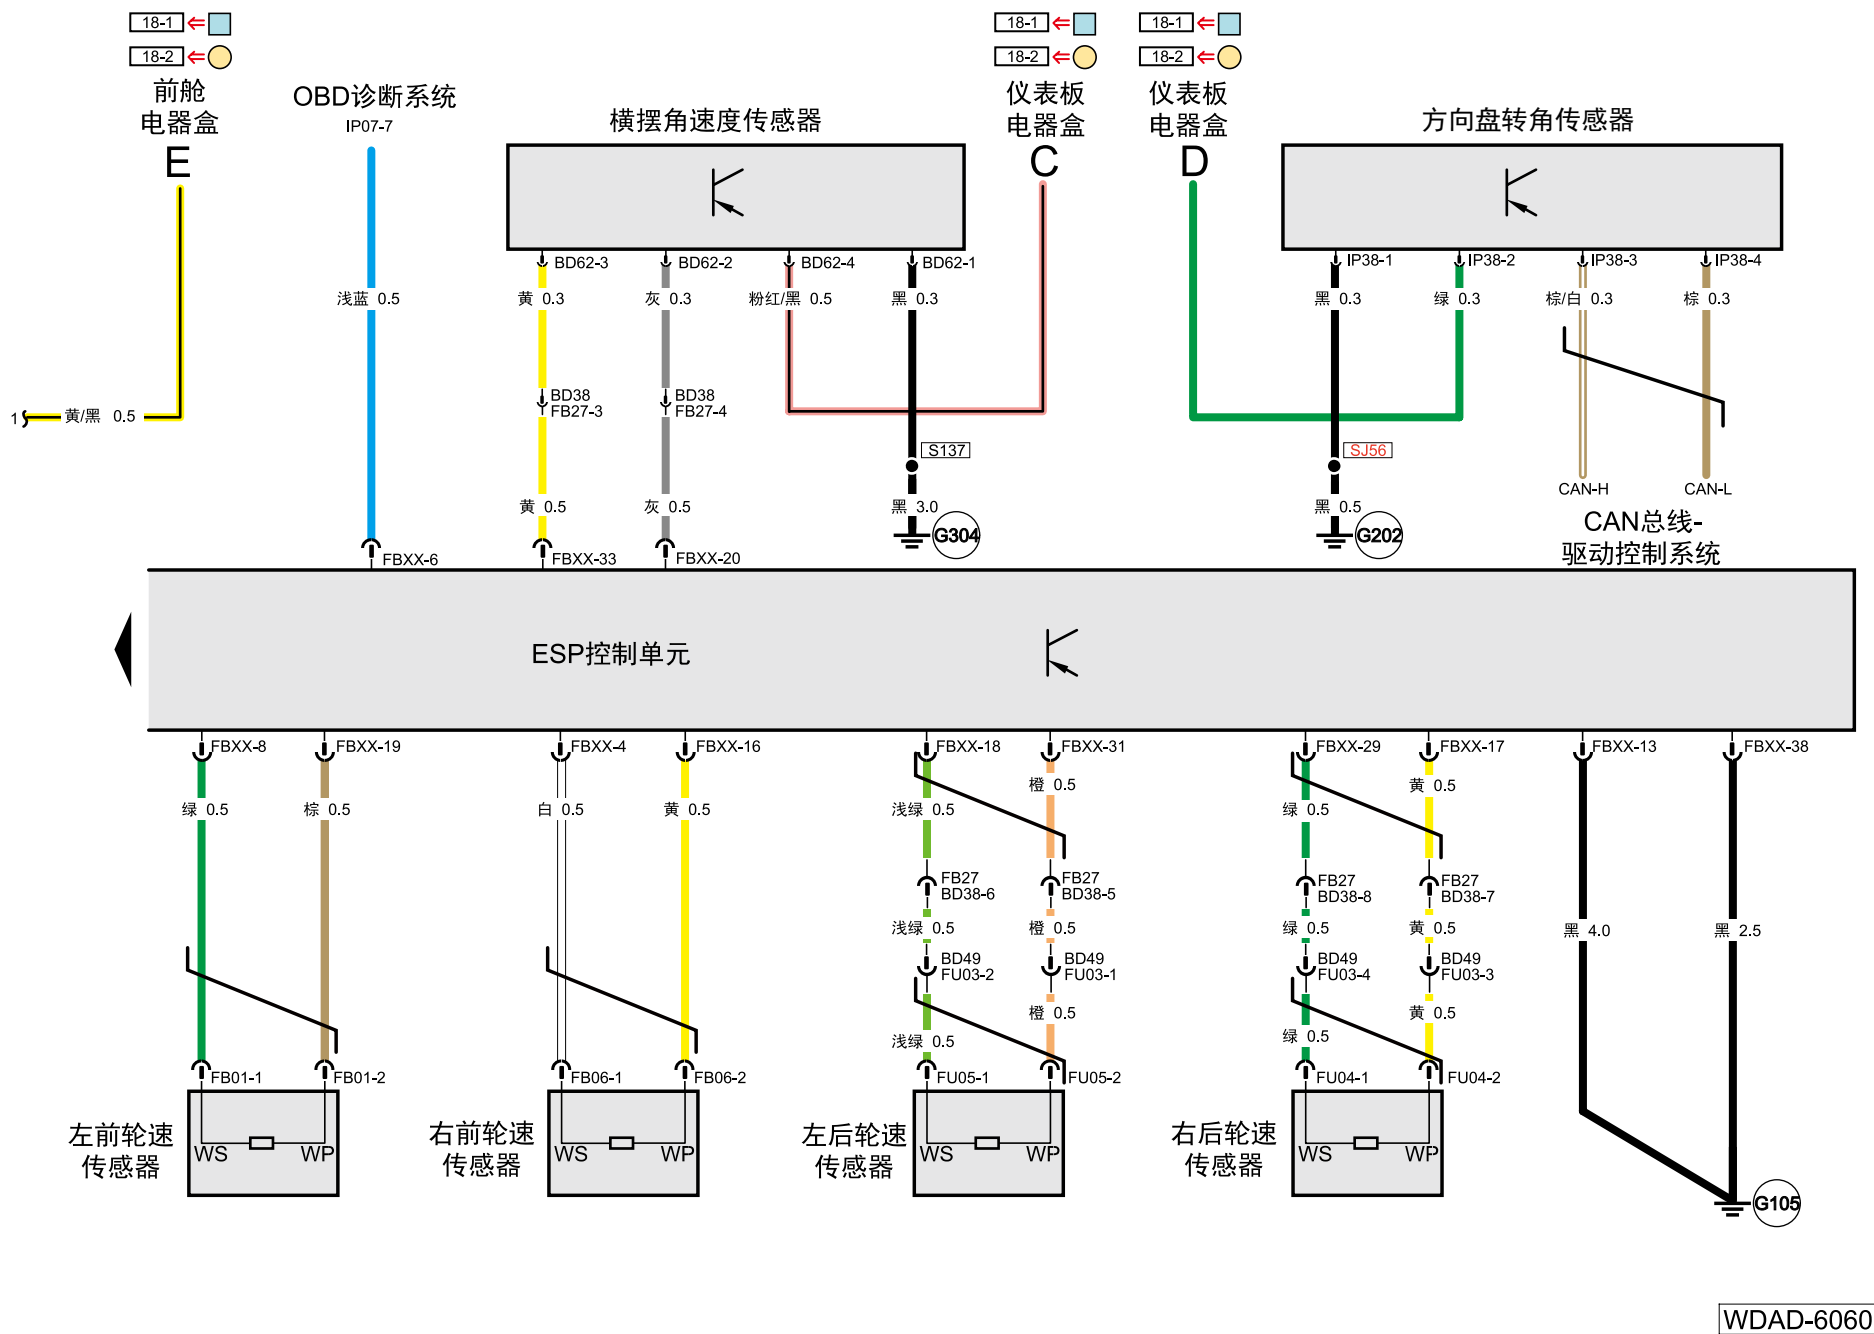 18-1
18-2
前舱
电器盒
E
OBD诊断系统
IP07-7
横摆角速度传感器
18-1
18-2
仪表板
电器盒
C
18-1
18-2
仪表板
电器盒
D
方向盘转角传感器
BD62-3
BD62-2
BD62-4
BD62-1
IP38-1
IP38-2
IP38-3
IP38-4
浅蓝 0.5
黄 0.3
灰 0.3
粉红/黑 0.5
黑 0.3
黑 0.3
绿 0.3
棕/白 0.3
棕 0.3
1
黄/黑 0.5
BD38
FB27-3
BD38
FB27-4
S137
SJ56
CAN-H
CAN-L
黄 0.5
灰 0.5
黑 3.0
G304
黑 0.5
G202
CAN总线-
驱动控制系统
FBXX-6
FBXX-33
FBXX-20
ESP控制单元
FBXX-8
FBXX-19
FBXX-4
FBXX-16
FBXX-18
FBXX-31
FBXX-29
FBXX-17
FBXX-13
FBXX-38
绿 0.5
棕 0.5
白 0.5
黄 0.5
浅绿 0.5
橙 0.5
绿 0.5
黄 0.5
FB27
BD38-6
FB27
BD38-5
FB27
BD38-8
FB27
BD38-7
浅绿 0.5
橙 0.5
绿 0.5
黄 0.5
黑 4.0
黑 2.5
BD49
FU03-2
BD49
FU03-1
BD49
FU03-4
BD49
FU03-3
浅绿 0.5
橙 0.5
绿 0.5
黄 0.5
FB01-1
FB01-2
FB06-1
FB06-2
FU05-1
FU05-2
FU04-1
FU04-2
左前轮速
传感器
WS
WP
右前轮速
传感器
WS
WP
左后轮速
传感器
WS
WP
右后轮速
传感器
WS
WP
G105
WDAD-6060